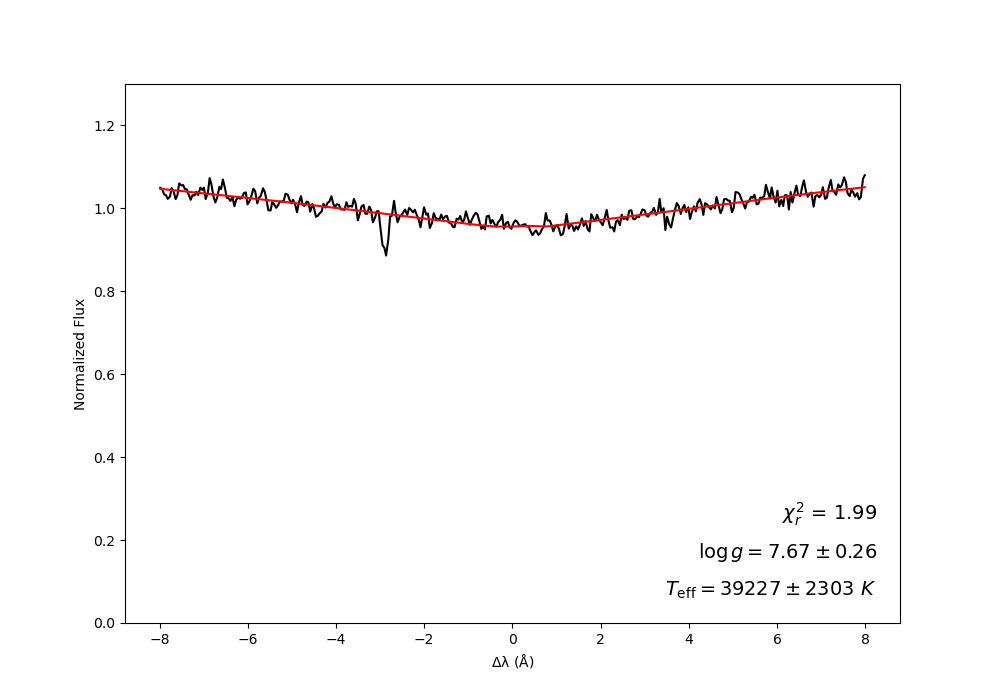 1.2
1.0
0.8
0.6
0.4
0.2
0.0
Normalized Flux
χ²ᵣ = 1.99
log g = 7.67 ± 0.26
T_eff = 39227 ± 2303 K
−8 −6 −4 −2 0 2 4 6 8
Δλ (Å)